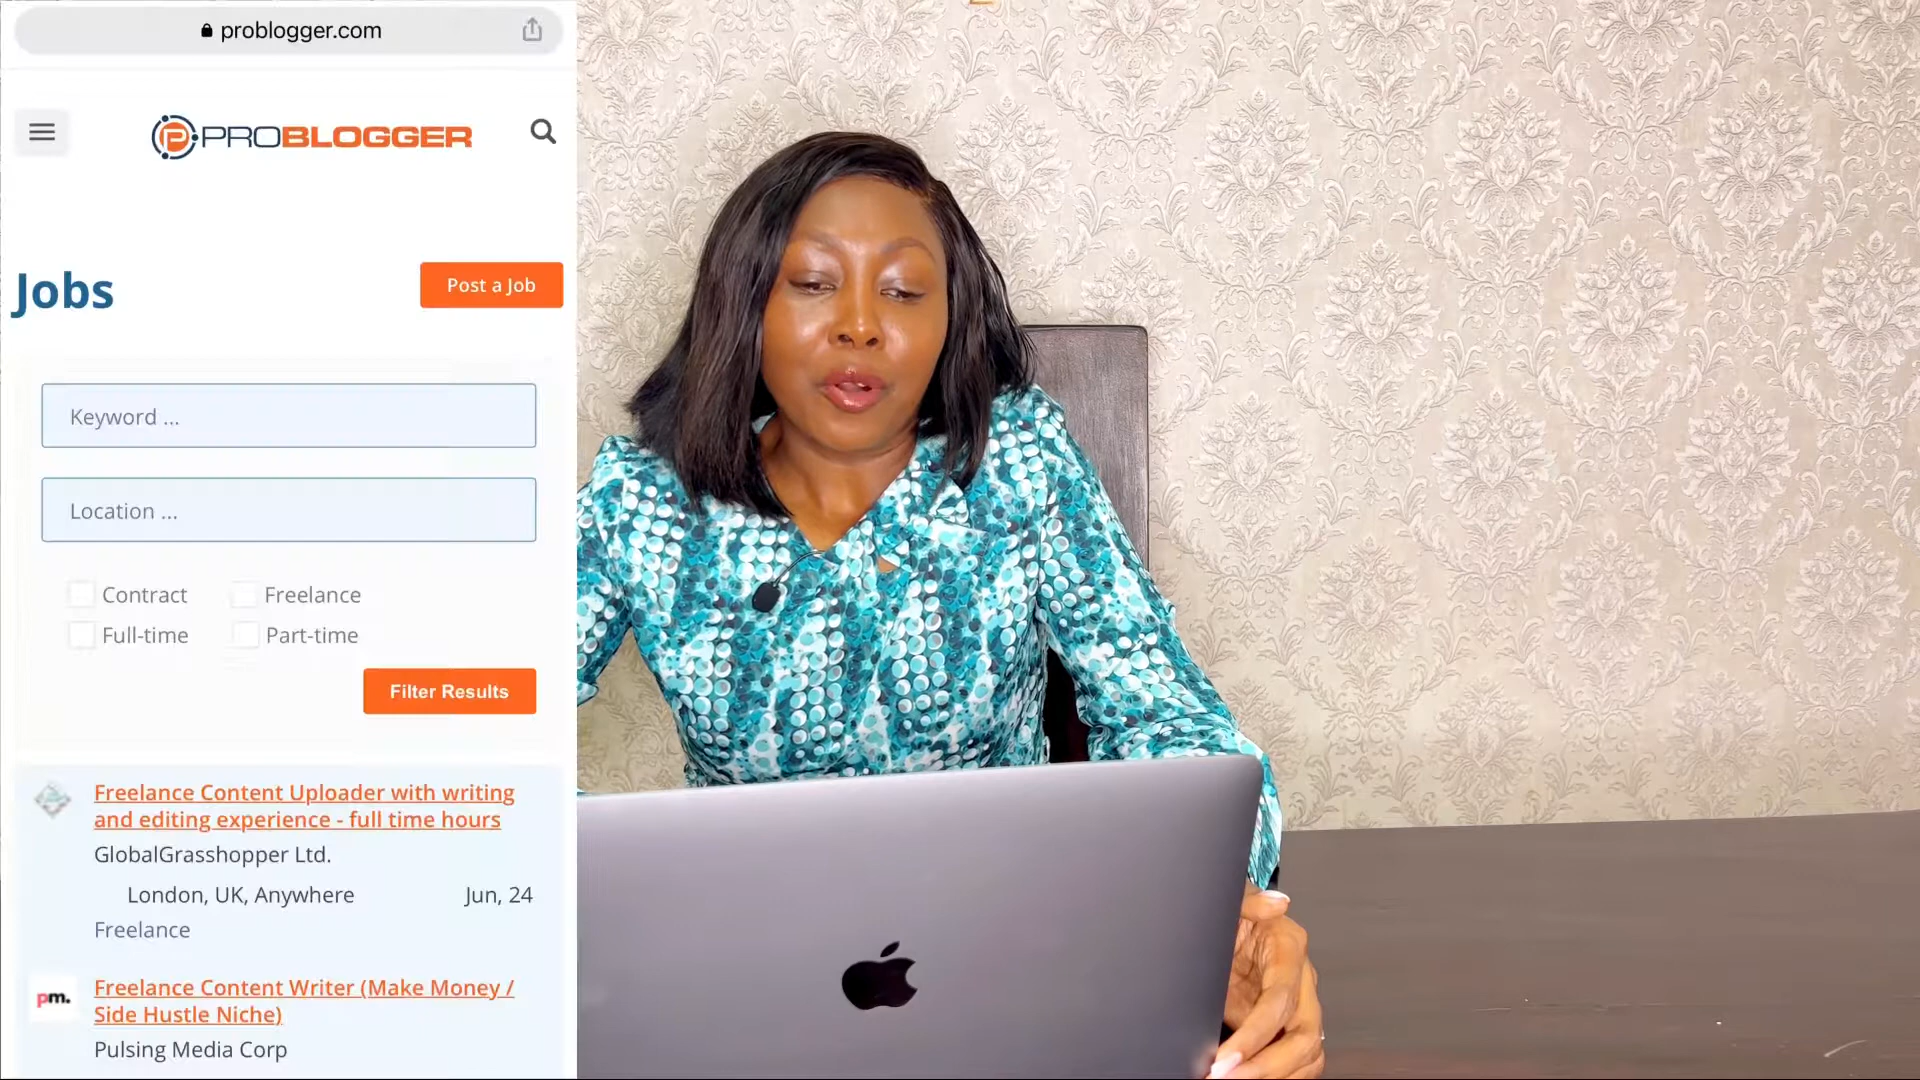 problogger.com
PROBLOGGER
Jobs
Post a Job
Keyword ...
Location ...
Contract
Freelance
Full-time
Part-time
Filter Results
Freelance Content Uploader with writing
and editing experience - full time hours
GlobalGrasshopper Ltd.
London, UK, Anywhere
Jun, 24
Freelance
pm.
Freelance Content Writer (Make Money /
Side Hustle Niche)
Pulsing Media Corp